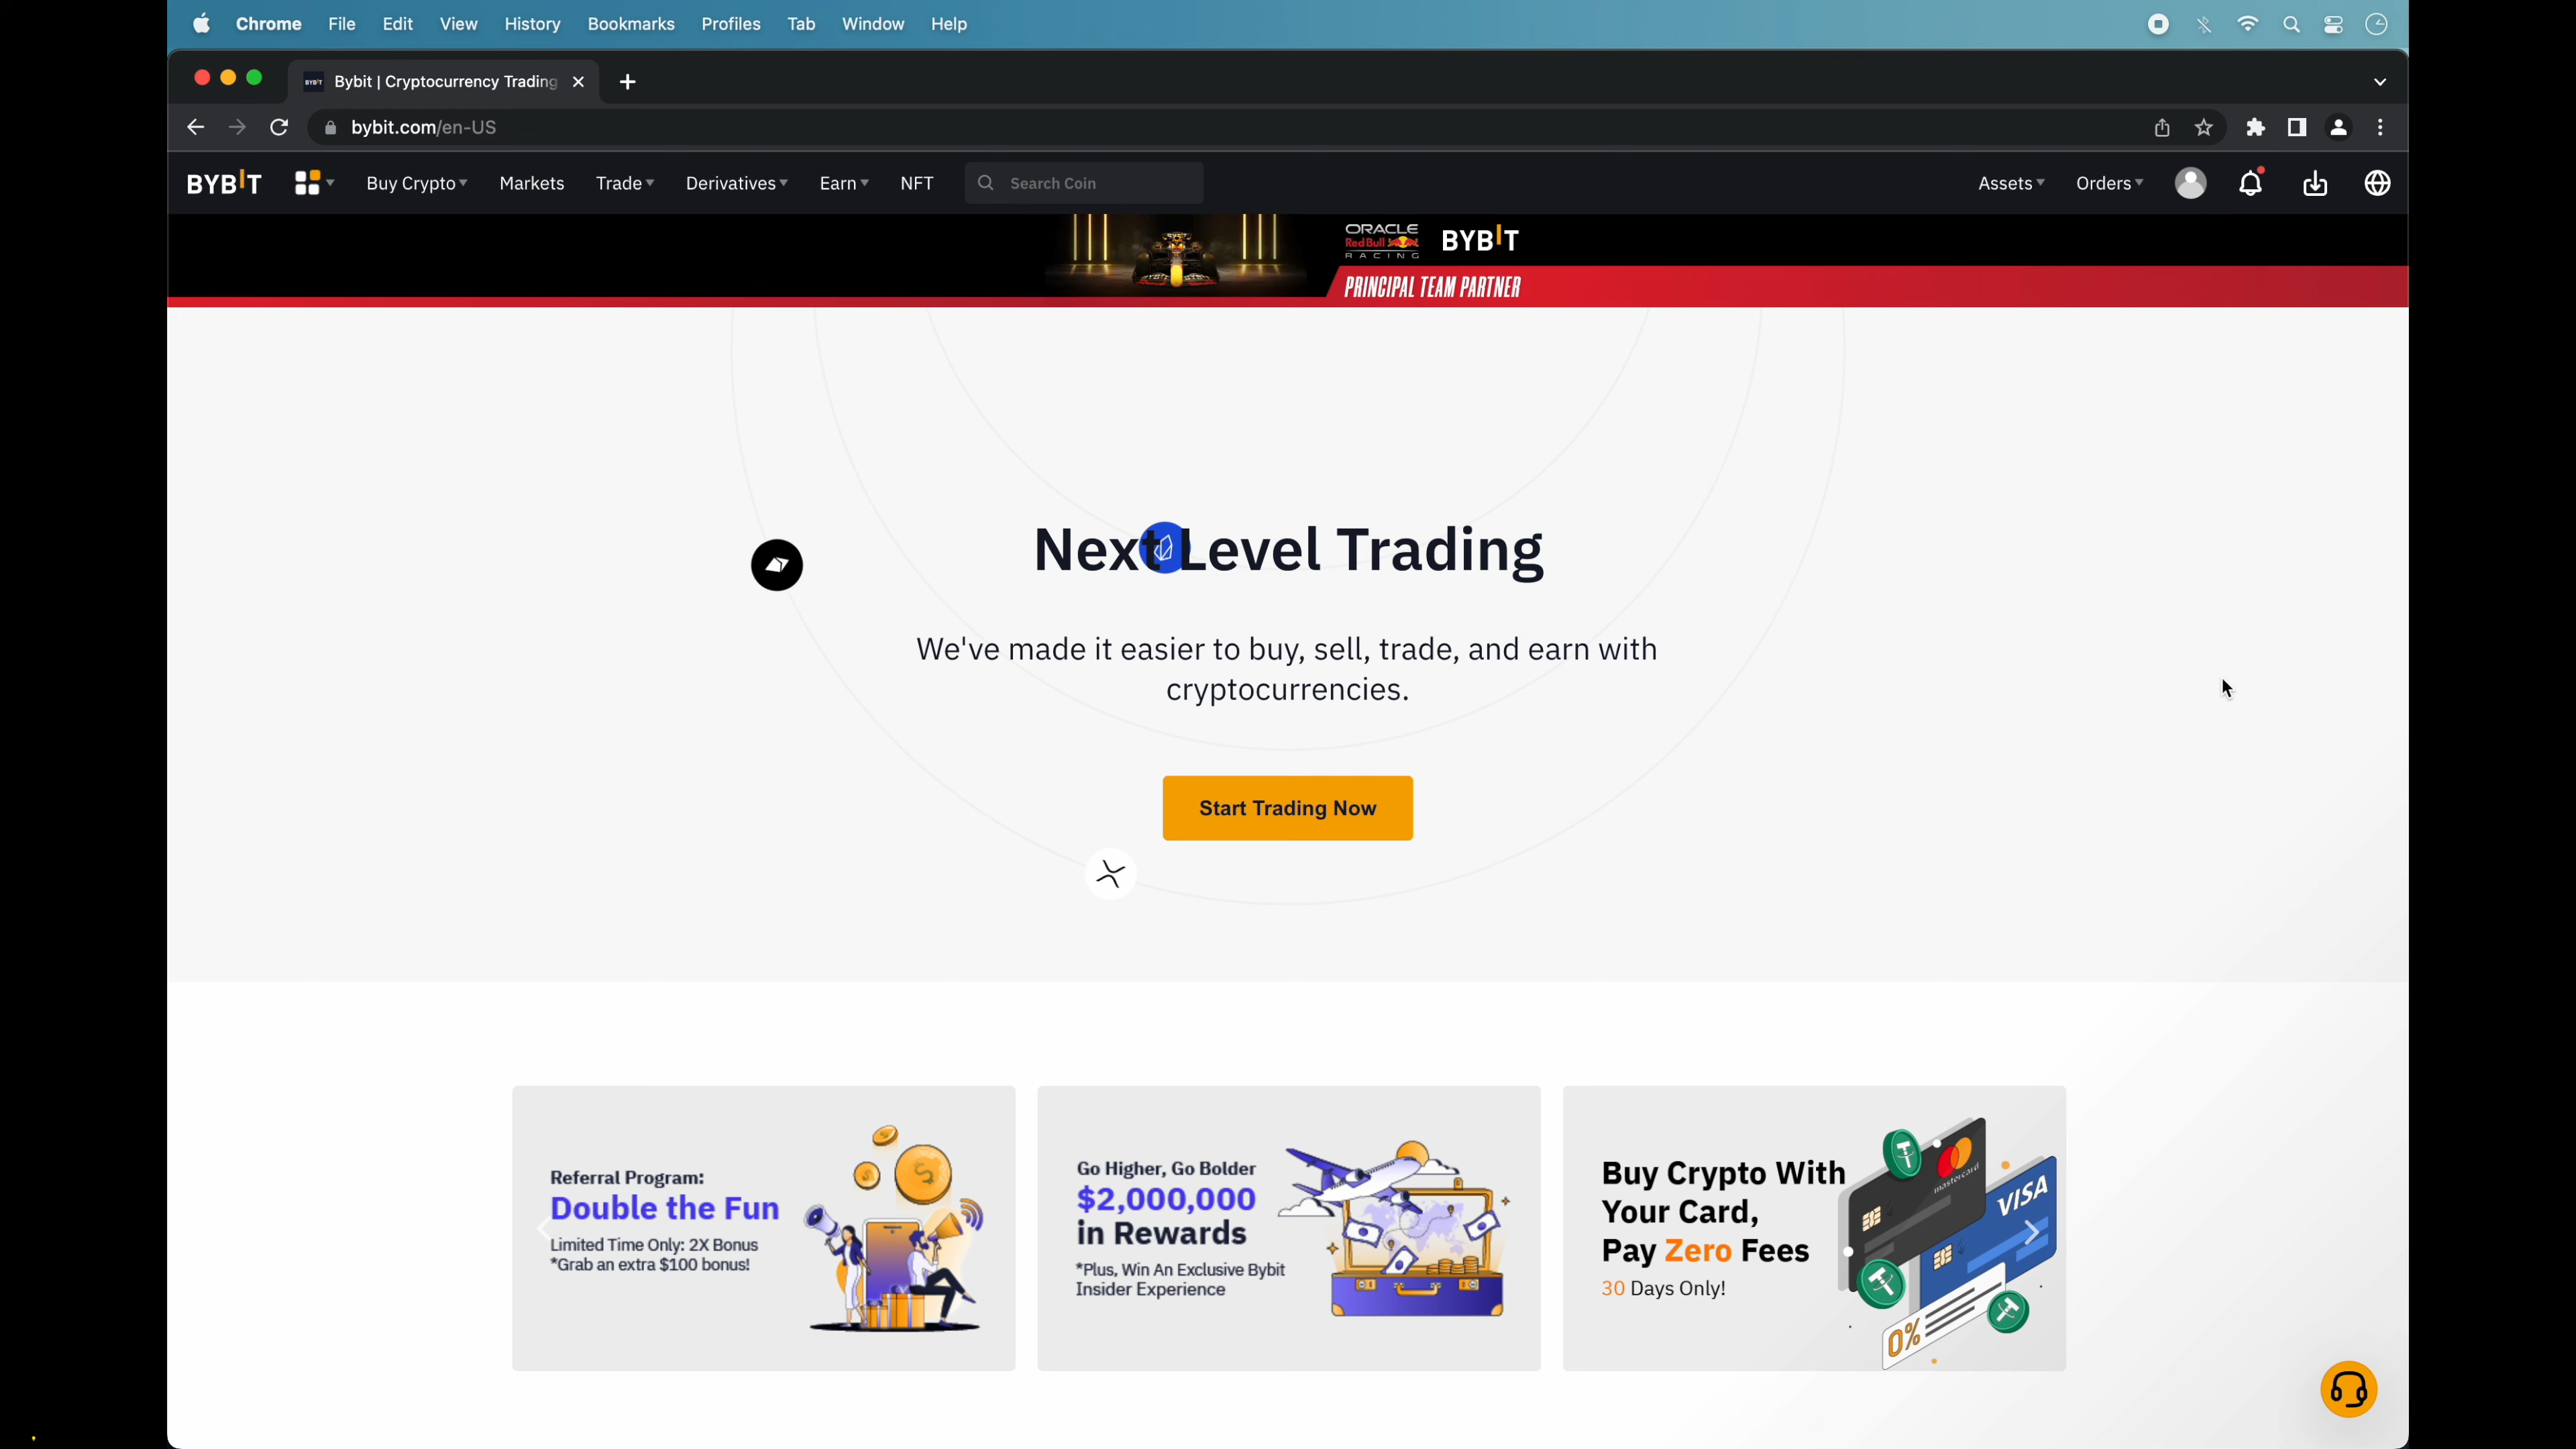 Chrome File Edit View History Bookmarks Profiles Tab Window Help
BYBIT Bybit | Cryptocurrency Trading
bybit.com/en-US
BYBIT Buy Crypto Markets Trade Derivatives Earn NFT Search Coin Assets Orders
ORACLE
Red Bull
RACING
BYBIT
PRINCIPAL TEAM PARTNER
Next Level Trading
We've made it easier to buy, sell, trade, and earn with
cryptocurrencies.
Start Trading Now
Referral Program:
Double the Fun
Limited Time Only: 2X Bonus
*Grab an extra $100 bonus!
Go Higher, Go Bolder
$2,000,000
in Rewards
*Plus, Win An Exclusive Bybit
Insider Experience
Buy Crypto With
Your Card,
Pay Zero Fees
30 Days Only!
mastercard
VISA
0%